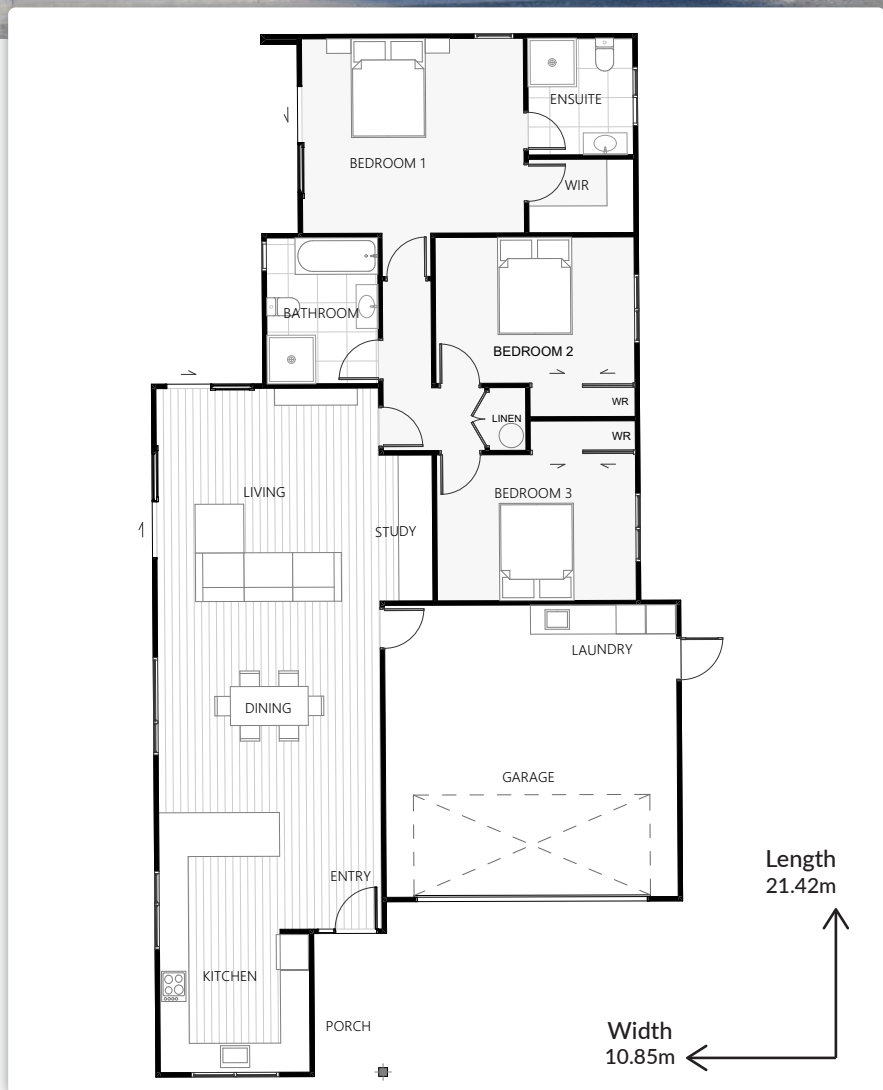 ENSUITE
BEDROOM 1
WIR
BATHROOM
BEDROOM 2
WR
LINEN
WR
LIVING
BEDROOM 3
STUDY
LAUNDRY
DINING
GARAGE
ENTRY
KITCHEN
PORCH
Length
21.42m
Width
10.85m